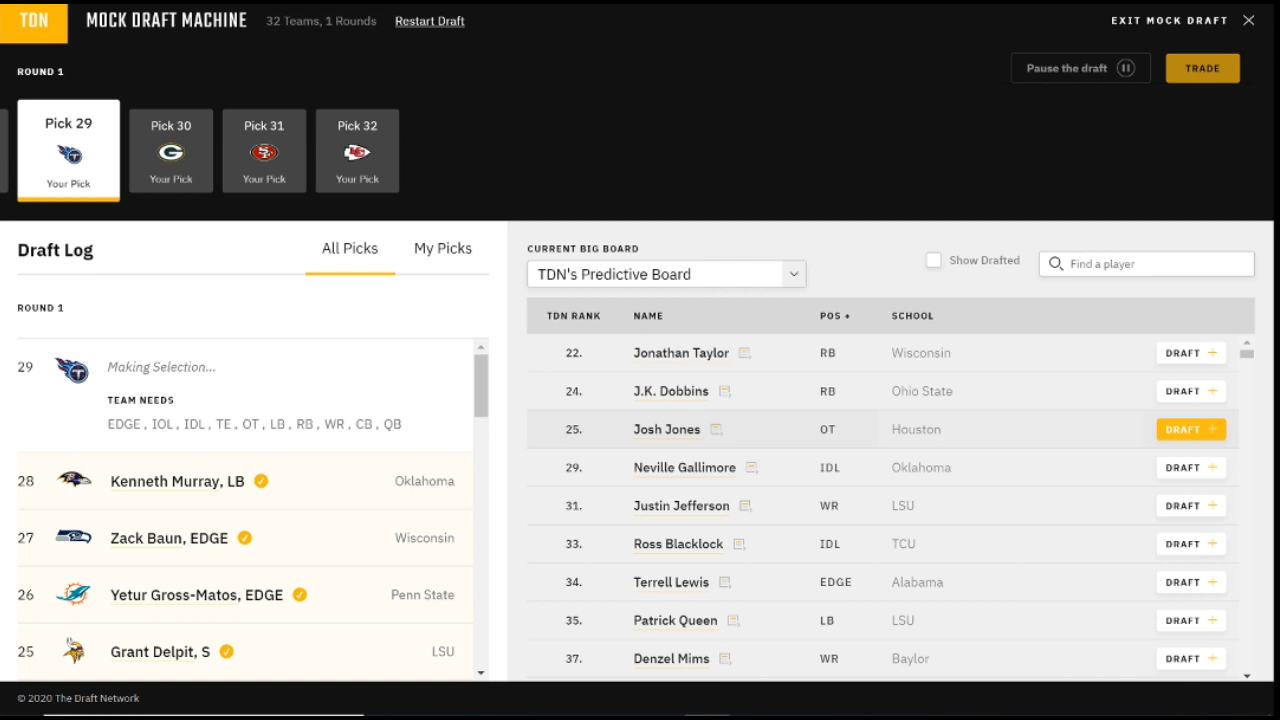 TDN MOCK DRAFT MACHINE 32 Teams, 1 Rounds Restart Draft EXIT MOCK DRAFT
ROUND 1 Pause the draft TRADE
Pick 29 Pick 30 Pick 31 Pick 32
Your Pick Your Pick Your Pick Your Pick
Draft Log All Picks My Picks
ROUND 1
29 Making Selection...
TEAM NEEDS
EDGE , IOL , IDL , TE , OT , LB , RB , WR , CB , QB
28 Kenneth Murray, LB Oklahoma
27 Zack Baun, EDGE Wisconsin
26 Yetur Gross-Matos, EDGE Penn State
25 Grant Delpit, S LSU
CURRENT BIG BOARD
TDN's Predictive Board Show Drafted Find a player
TDN RANK NAME POS + SCHOOL
22. Jonathan Taylor RB Wisconsin DRAFT +
24. J.K. Dobbins RB Ohio State DRAFT +
25. Josh Jones OT Houston DRAFT +
29. Neville Gallimore IDL Oklahoma DRAFT +
31. Justin Jefferson WR LSU DRAFT +
33. Ross Blacklock IDL TCU DRAFT +
34. Terrell Lewis EDGE Alabama DRAFT +
35. Patrick Queen LB LSU DRAFT +
37. Denzel Mims WR Baylor DRAFT +
© 2020 The Draft Network